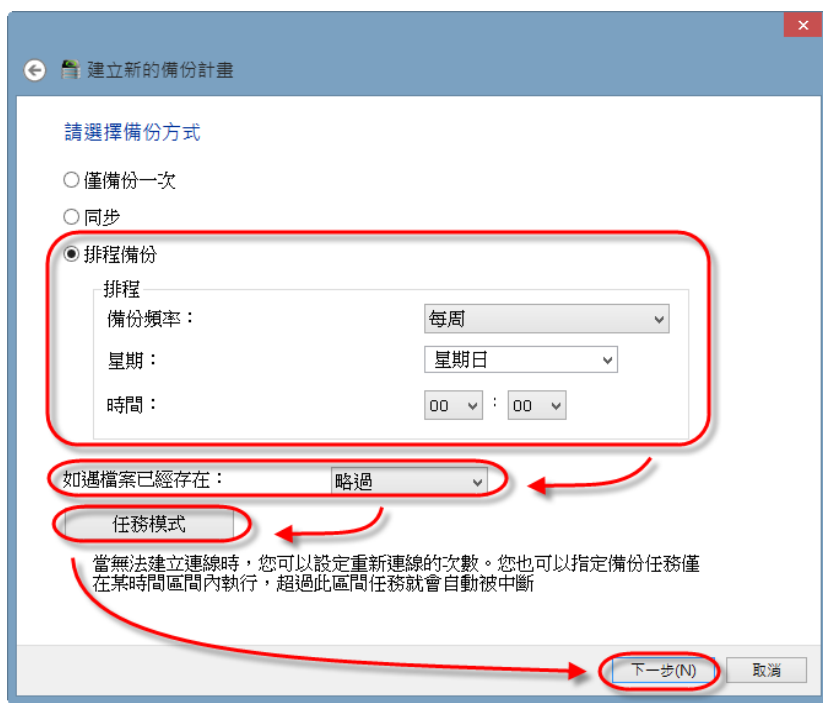 建立新的備份計畫
請選擇備份方式
僅備份一次
同步
排程備份
排程
備份頻率：
每周
星期：
星期日
時間：
00 : 00
如遇檔案已經存在：
略過
任務模式
當無法建立連線時，您可以設定重新連線的次數。您也可以指定備份任務僅
在某時間區間內執行，超過此區間任務就會自動被中斷
下一步(N)
取消